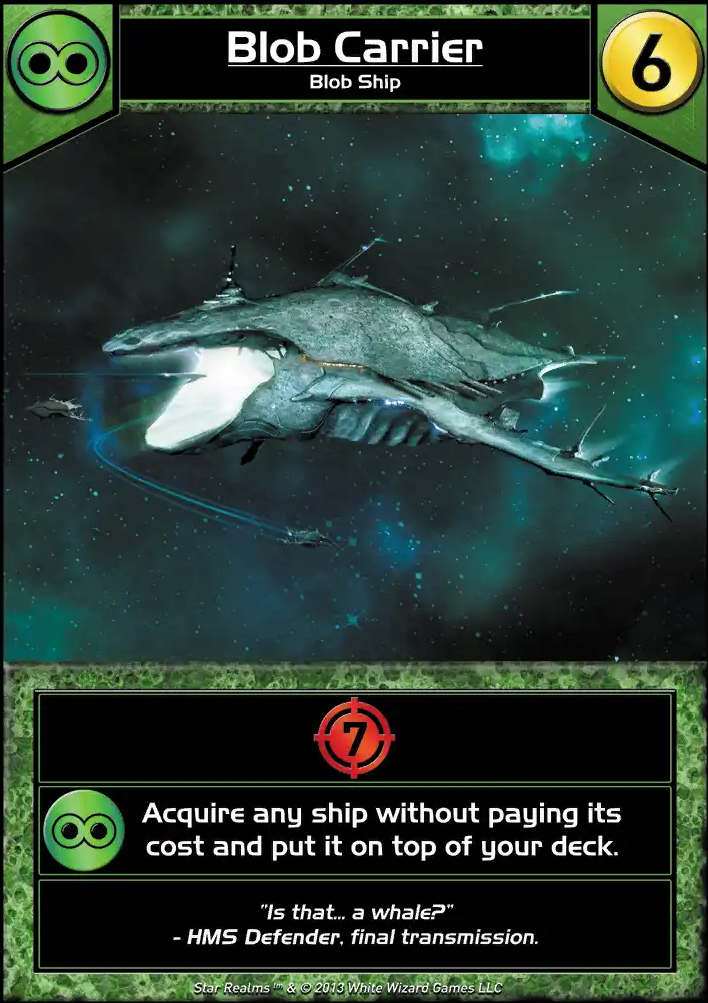 Blob Carrier
6
Blob Ship
7
Acquire any ship without paying its
cost and put it on top of your deck.
"Is that... a whale?"
- HMS Defender, final transmission.
Star Realms ™ & © 2013 White Wizard Games LLC